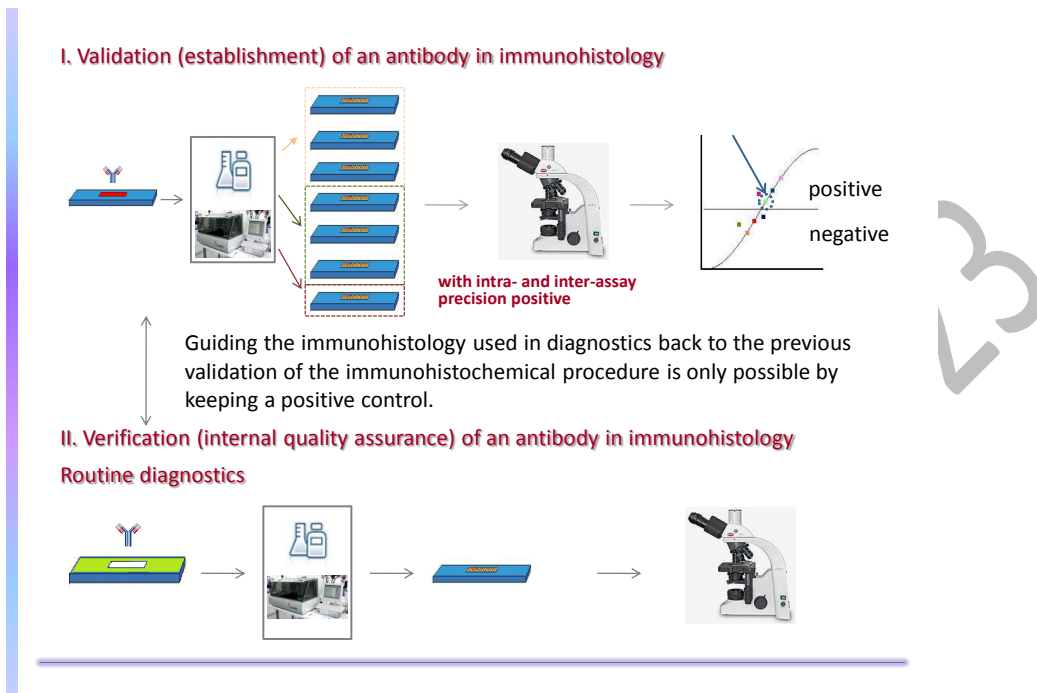 I. Validation (establishment) of an antibody in immunohistology
positive
negative
with intra- and inter-assay
precision positive
Guiding the immunohistology used in diagnostics back to the previous
validation of the immunohistochemical procedure is only possible by
keeping a positive control.
II. Verification (internal quality assurance) of an antibody in immunohistology
Routine diagnostics
23